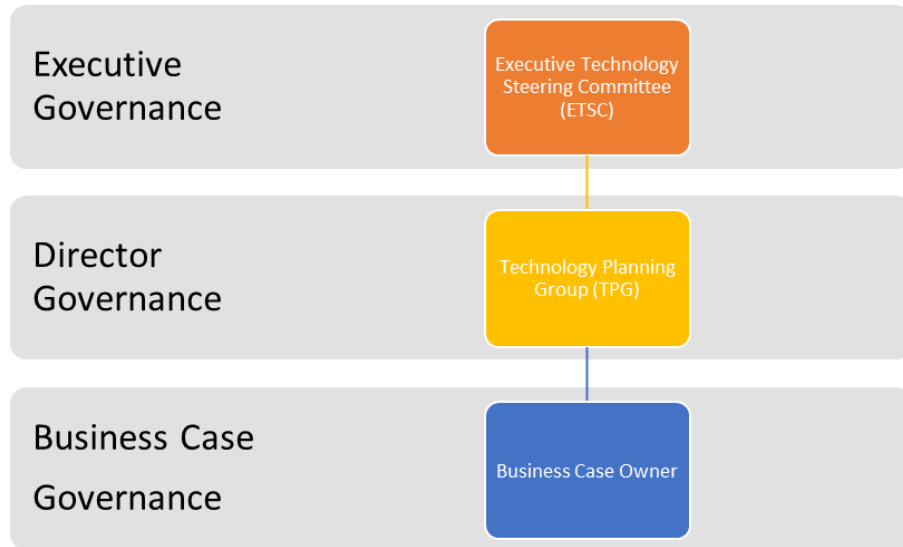 Executive
Governance
Executive Technology
Steering Committee
(ETSC)
Director
Governance
Technology Planning
Group (TPG)
Business Case
Governance
Business Case Owner